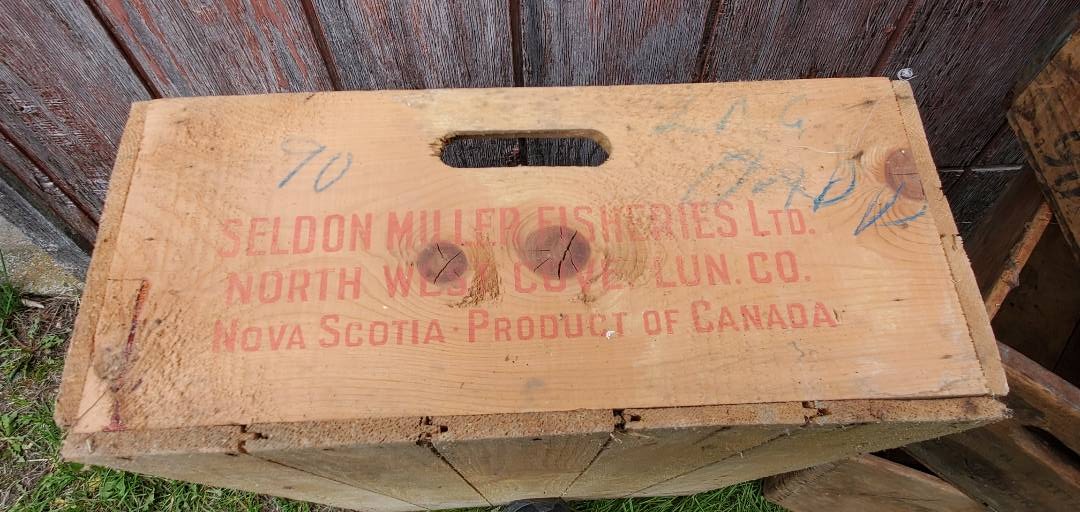 90
SELDON MILLER FISHERIES LTD.
NORTH WEST COVE LUN. CO.
NOVA SCOTIA · PRODUCT OF CANADA